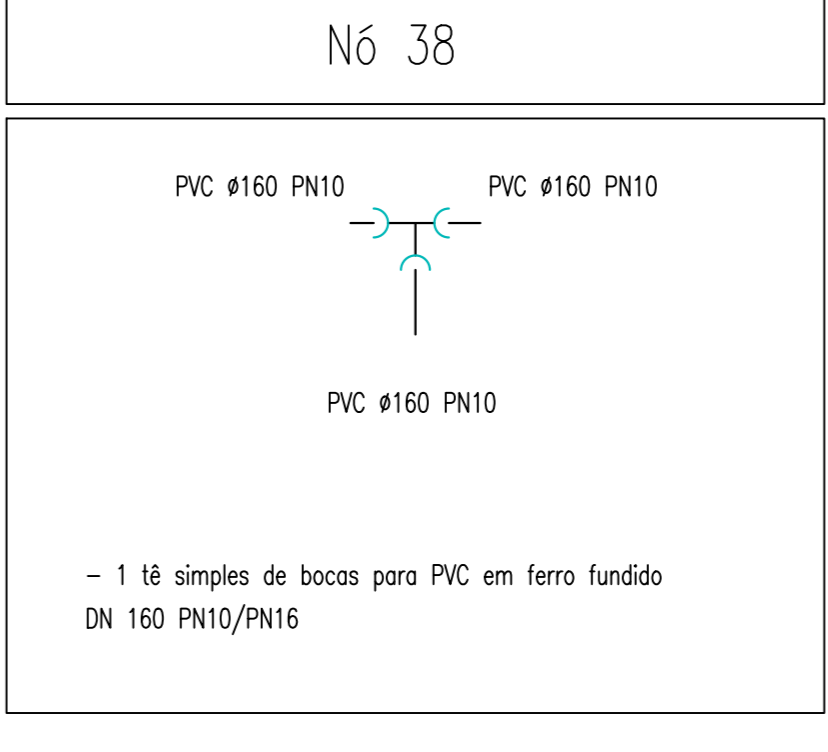 Nó 38
PVC ø160 PN10
PVC ø160 PN10
PVC ø160 PN10
– 1 tê simples de bocas para PVC em ferro fundido
DN 160 PN10/PN16